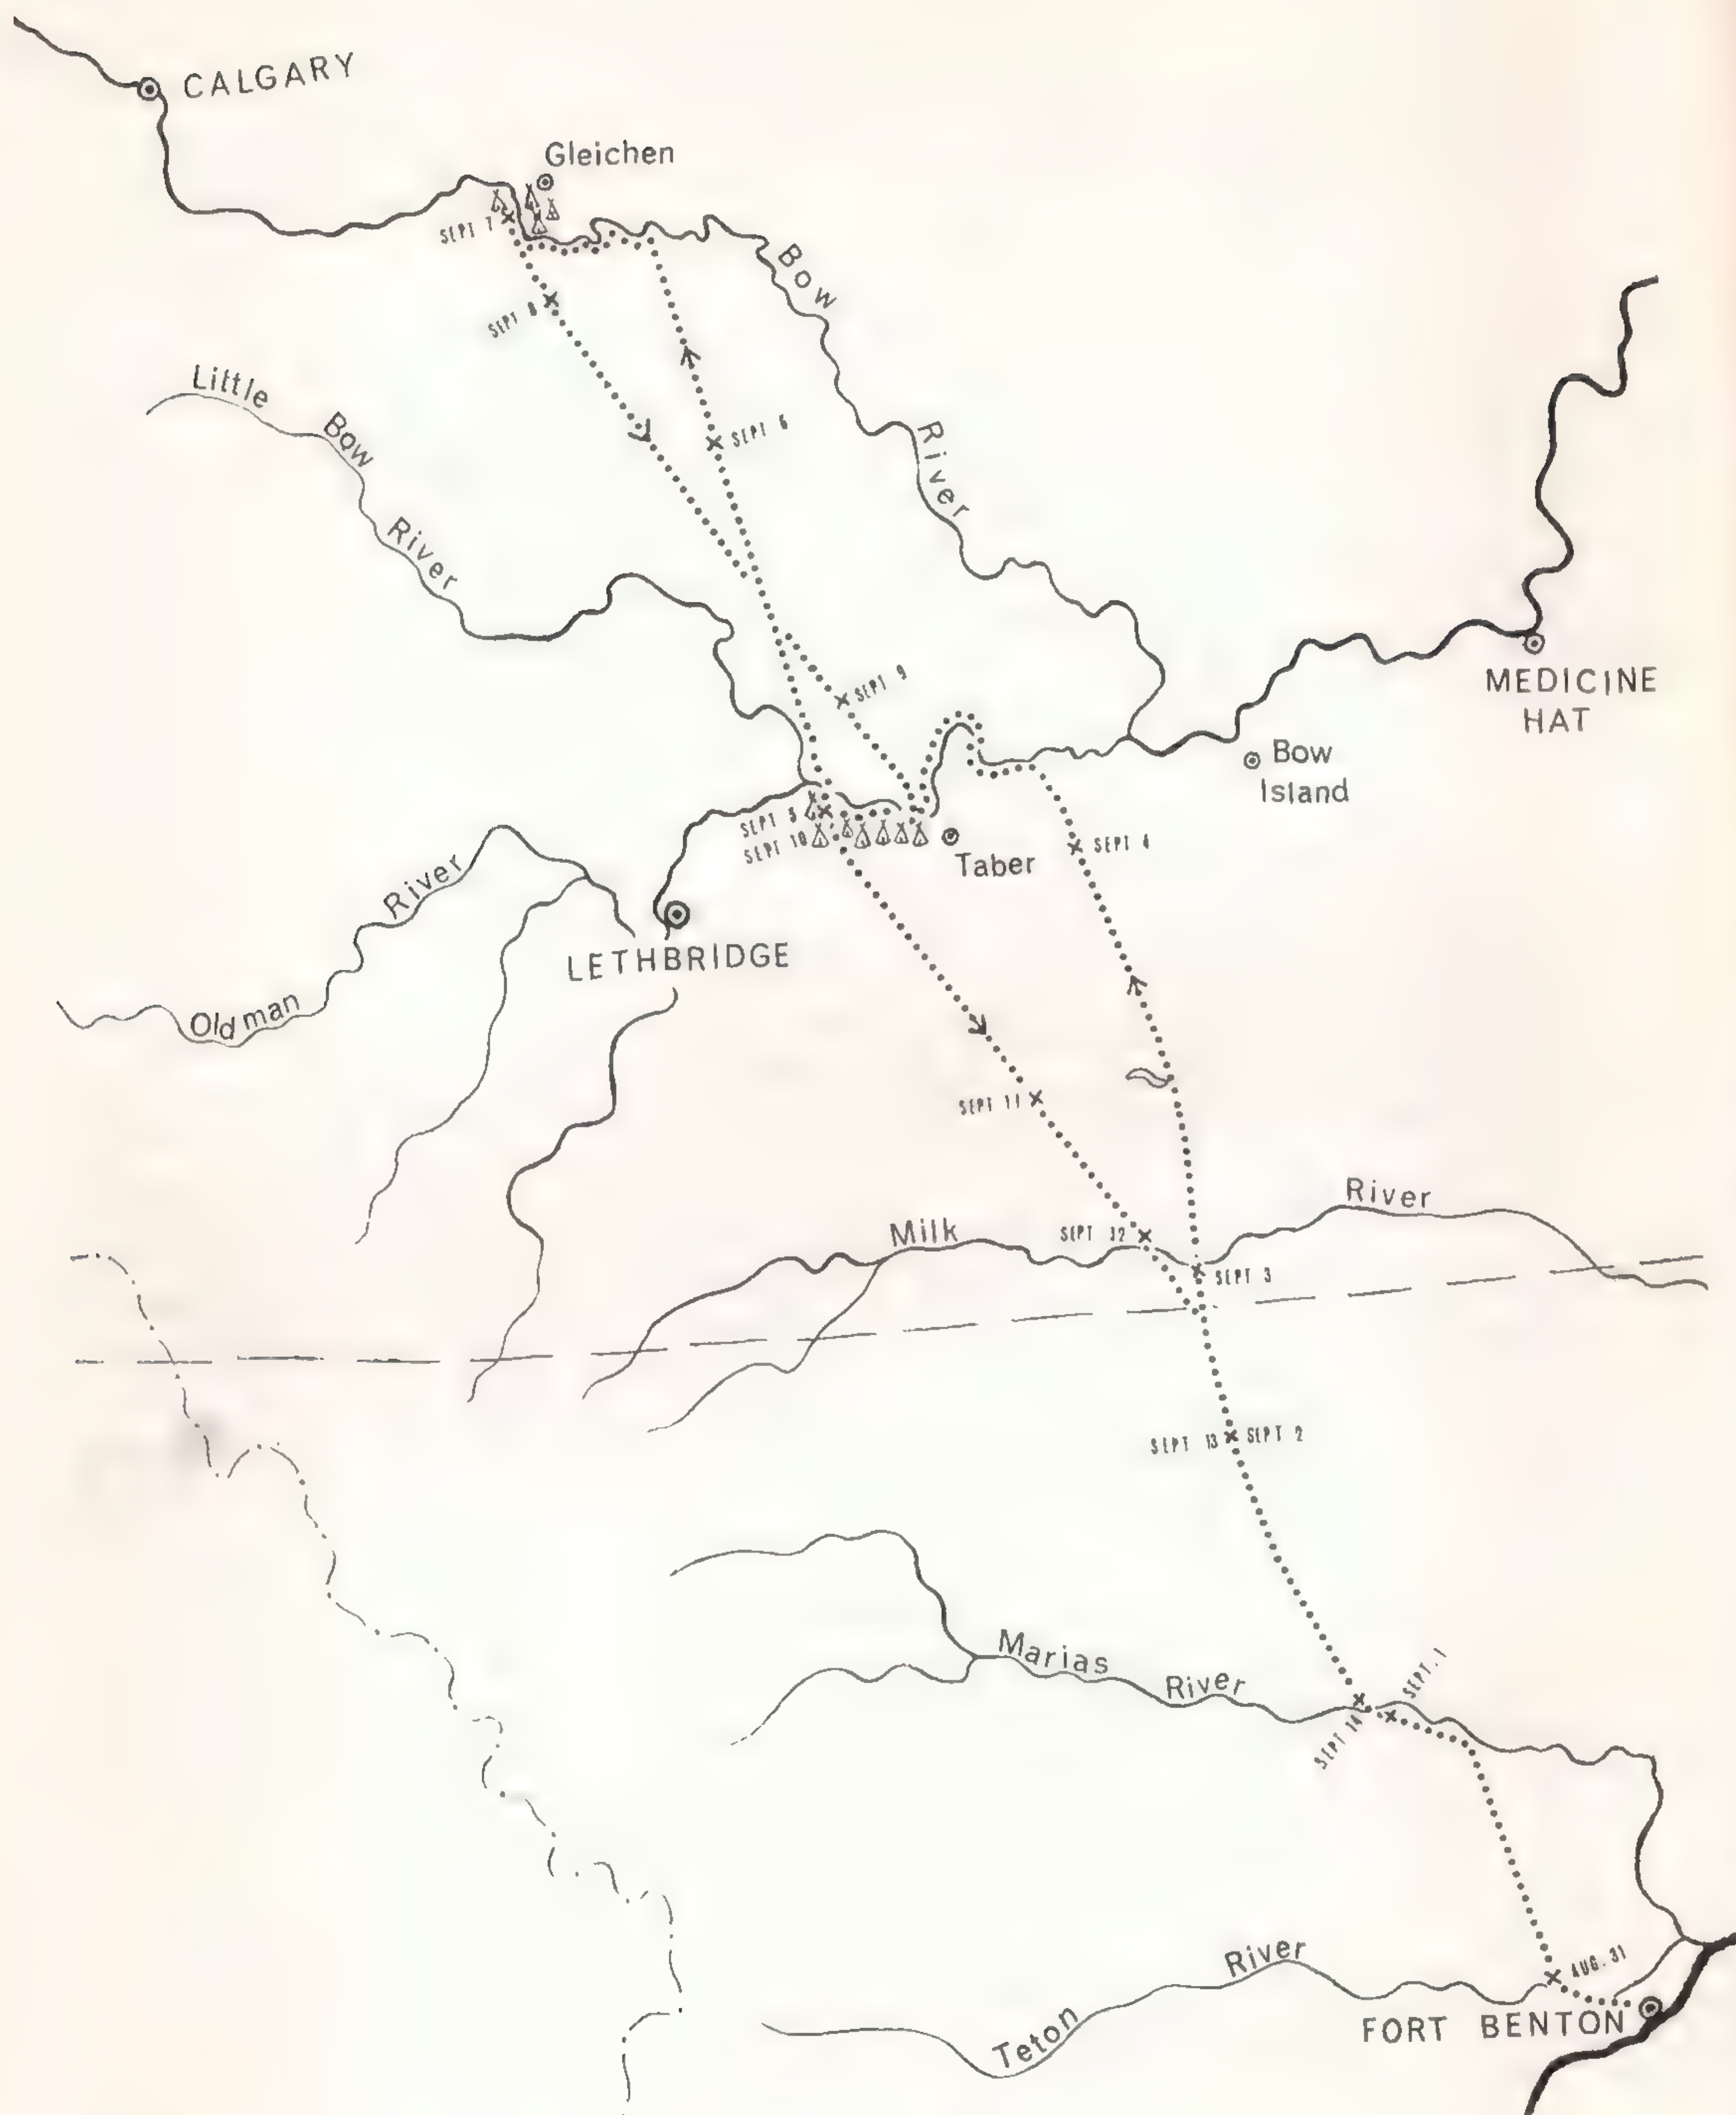 CALGARY
Gleichen
SEPT 7
Bow
River
SEPT 8
Little
Bow
River
SEPT 6
SEPT 9
MEDICINE
HAT
Bow
Island
SEPT 5
SEPT 10
SEPT 4
Taber
River
LETHBRIDGE
Oldman
SEPT 11
River
Milk
SEPT 12
SEPT 3
SEPT 13
SEPT 2
Marias
River
SEPT. 1
SEPT 14
River
AUG. 31
FORT BENTON
Teton